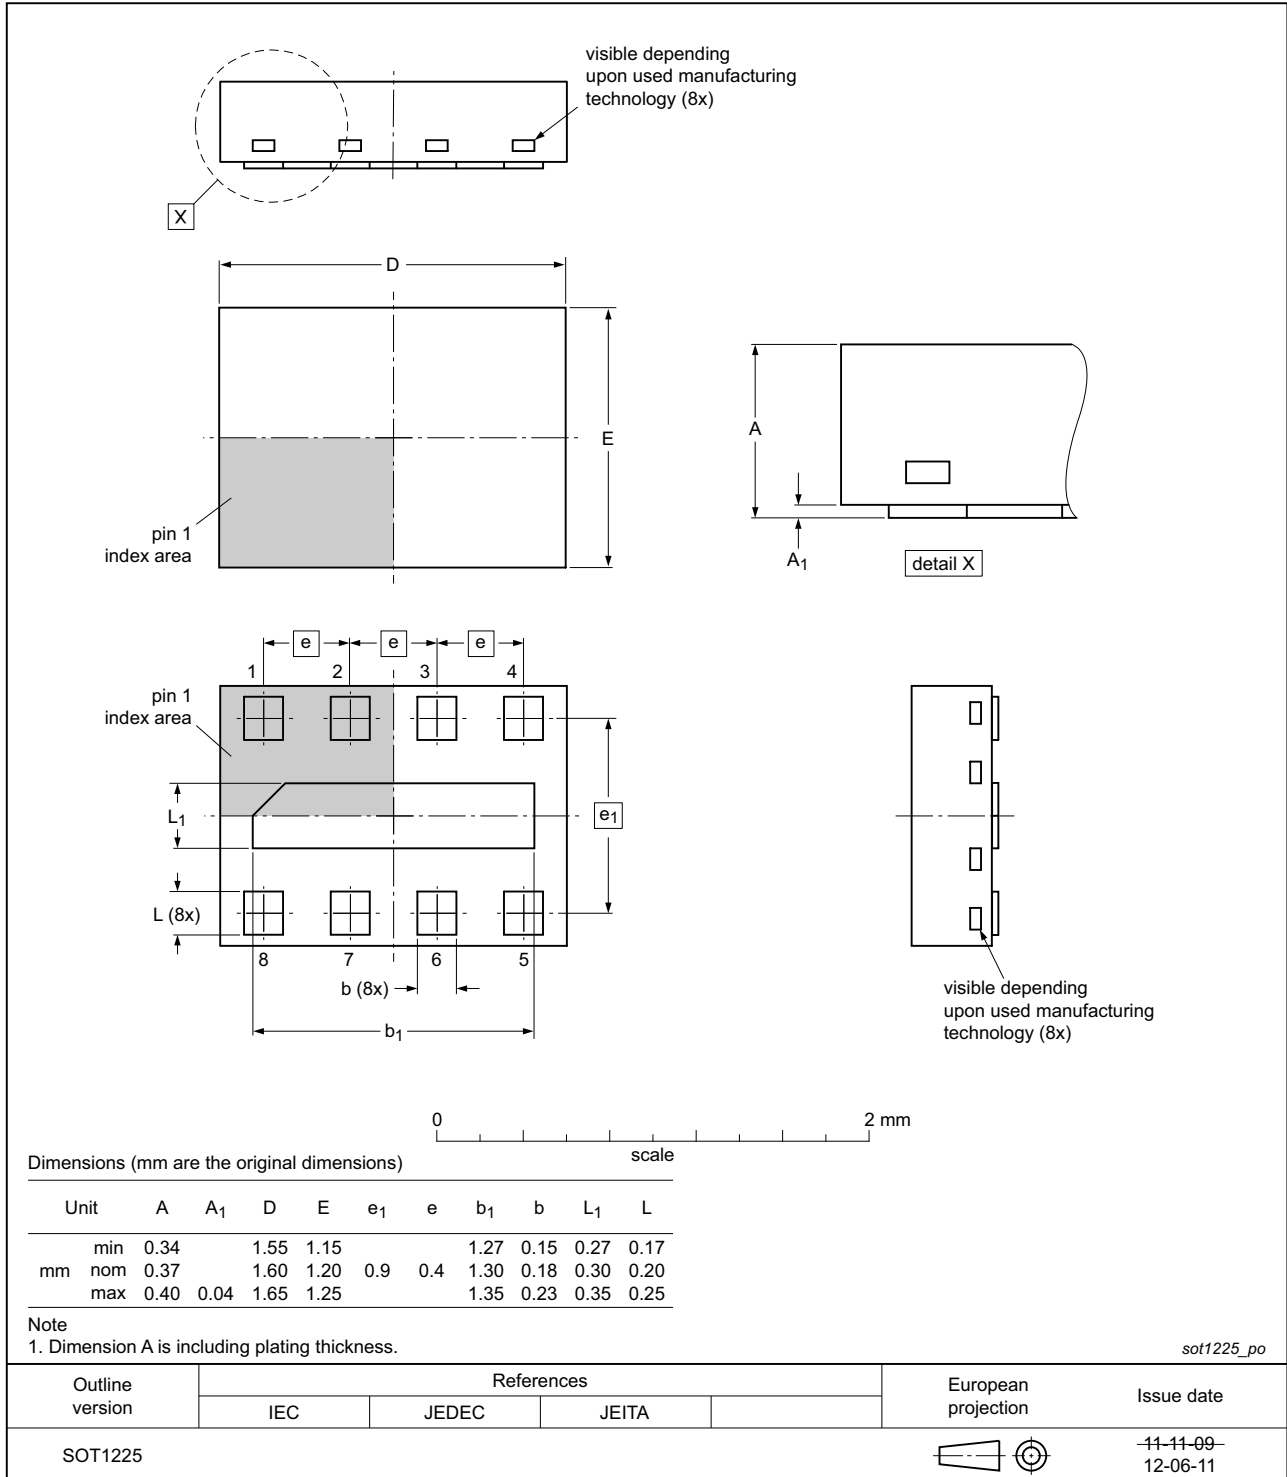 visible depending
upon used manufacturing
technology (8x)
X
D
E
pin 1
index area
A
A1
detail X
e e e
1 2 3 4
pin 1
index area
L1
e1
L (8x)
8 7 6 5
b (8x)
b1
visible depending
upon used manufacturing
technology (8x)
0 2 mm
scale
Dimensions (mm are the original dimensions)
Unit A A1 D E e1 e b1 b L1 L
min 0.34 1.55 1.15 1.27 0.15 0.27 0.17
mm nom 0.37 1.60 1.20 0.9 0.4 1.30 0.18 0.30 0.20
max 0.40 0.04 1.65 1.25 1.35 0.23 0.35 0.25
Note
1. Dimension A is including plating thickness.
sot1225_po
Outline
version
References
IEC JEDEC JEITA
European
projection
Issue date
SOT1225
11-11-09
12-06-11